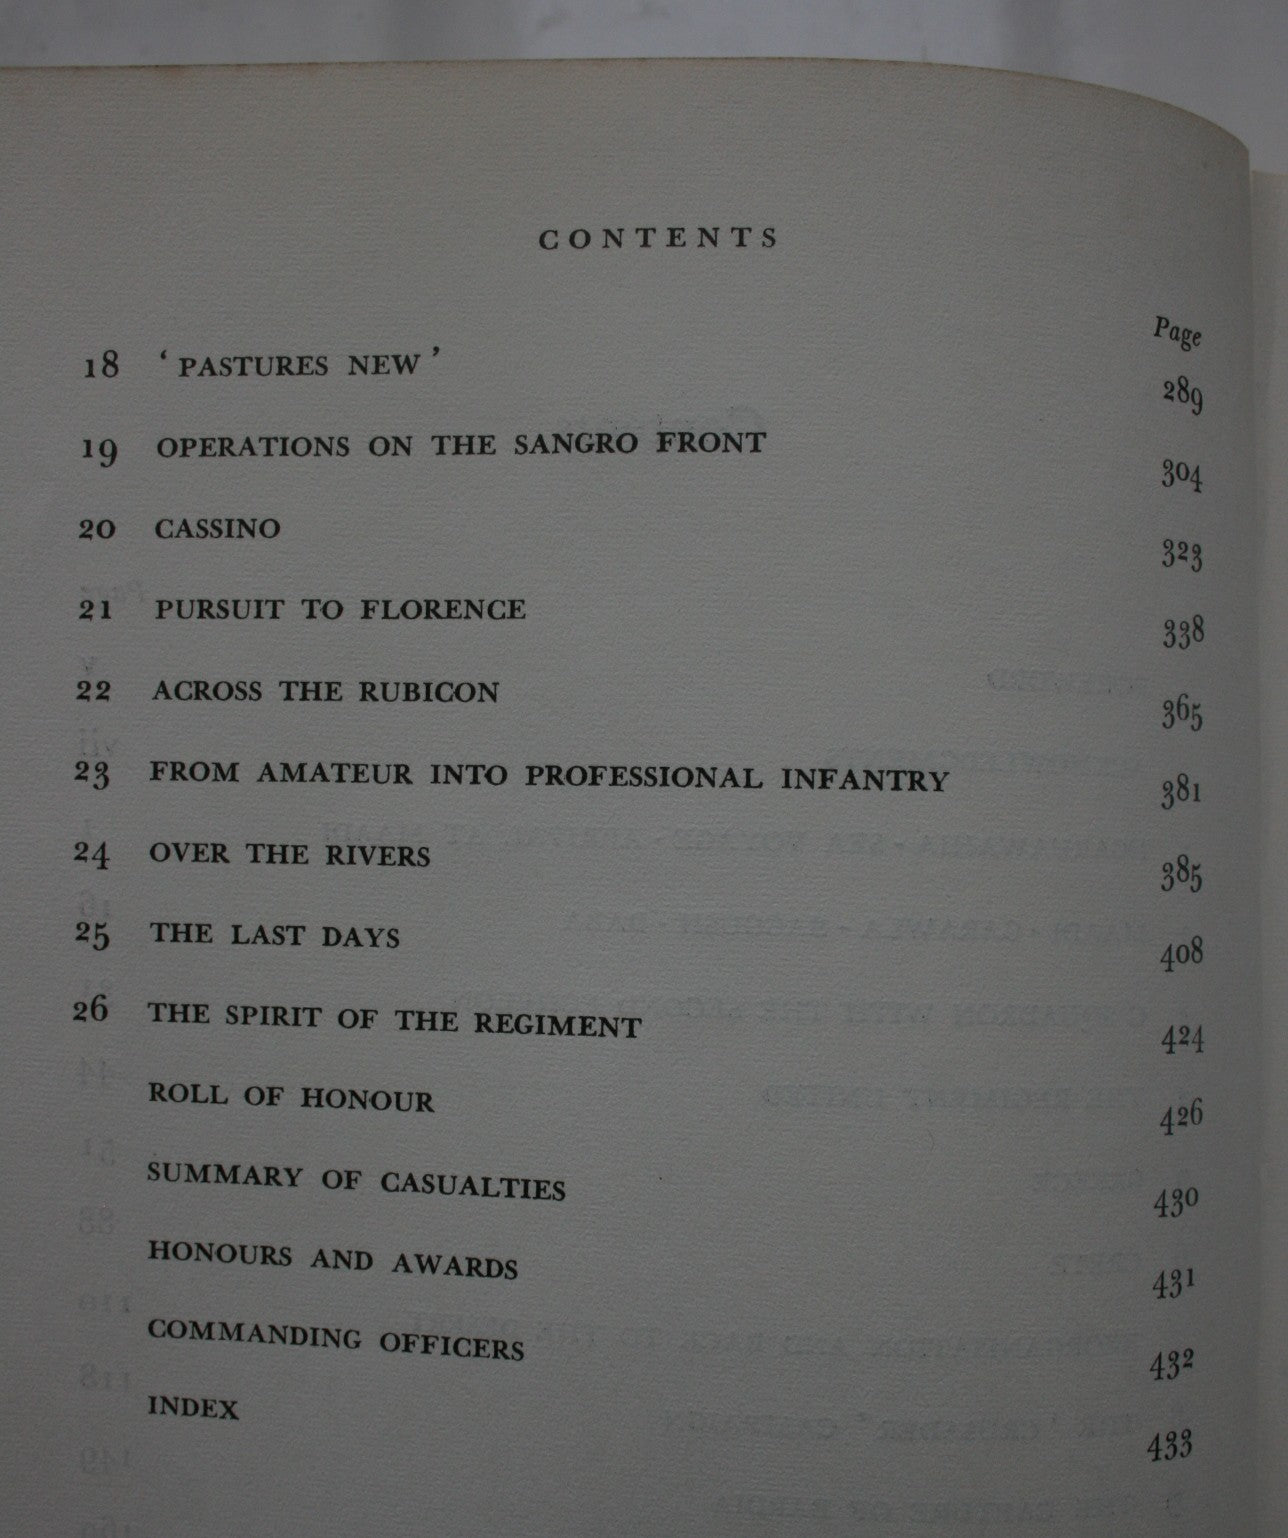 CONTENTS
Page
18 ‘ PASTURES NEW ’ 289
19 OPERATIONS ON THE SANGRO FRONT 304
20 CASSINO 323
21 PURSUIT TO FLORENCE 338
22 ACROSS THE RUBICON 365
23 FROM AMATEUR INTO PROFESSIONAL INFANTRY 381
24 OVER THE RIVERS 385
25 THE LAST DAYS 408
26 THE SPIRIT OF THE REGIMENT 424
ROLL OF HONOUR 426
SUMMARY OF CASUALTIES 430
HONOURS AND AWARDS 431
COMMANDING OFFICERS 432
INDEX 433